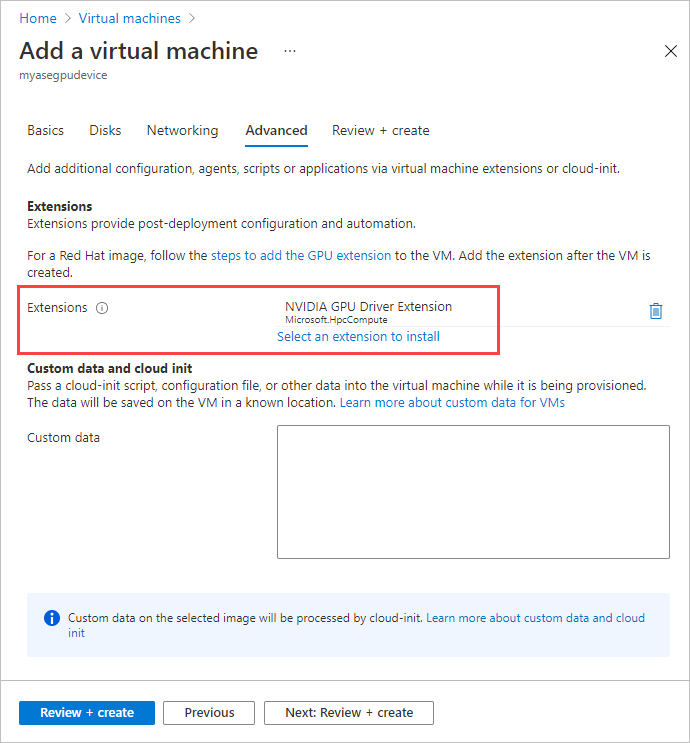 Home > Virtual machines >
Add a virtual machine ...
myasegpudevice
Basics Disks Networking Advanced Review + create
Add additional configuration, agents, scripts or applications via virtual machine extensions or cloud-init.
Extensions
Extensions provide post-deployment configuration and automation.
For a Red Hat image, follow the steps to add the GPU extension to the VM. Add the extension after the VM is
created.
Extensions NVIDIA GPU Driver Extension
Microsoft.HpcCompute
Select an extension to install
Custom data and cloud init
Pass a cloud-init script, configuration file, or other data into the virtual machine while it is being provisioned.
The data will be saved on the VM in a known location. Learn more about custom data for VMs
Custom data
Custom data on the selected image will be processed by cloud-init. Learn more about custom data and cloud
init
Review + create Previous Next: Review + create